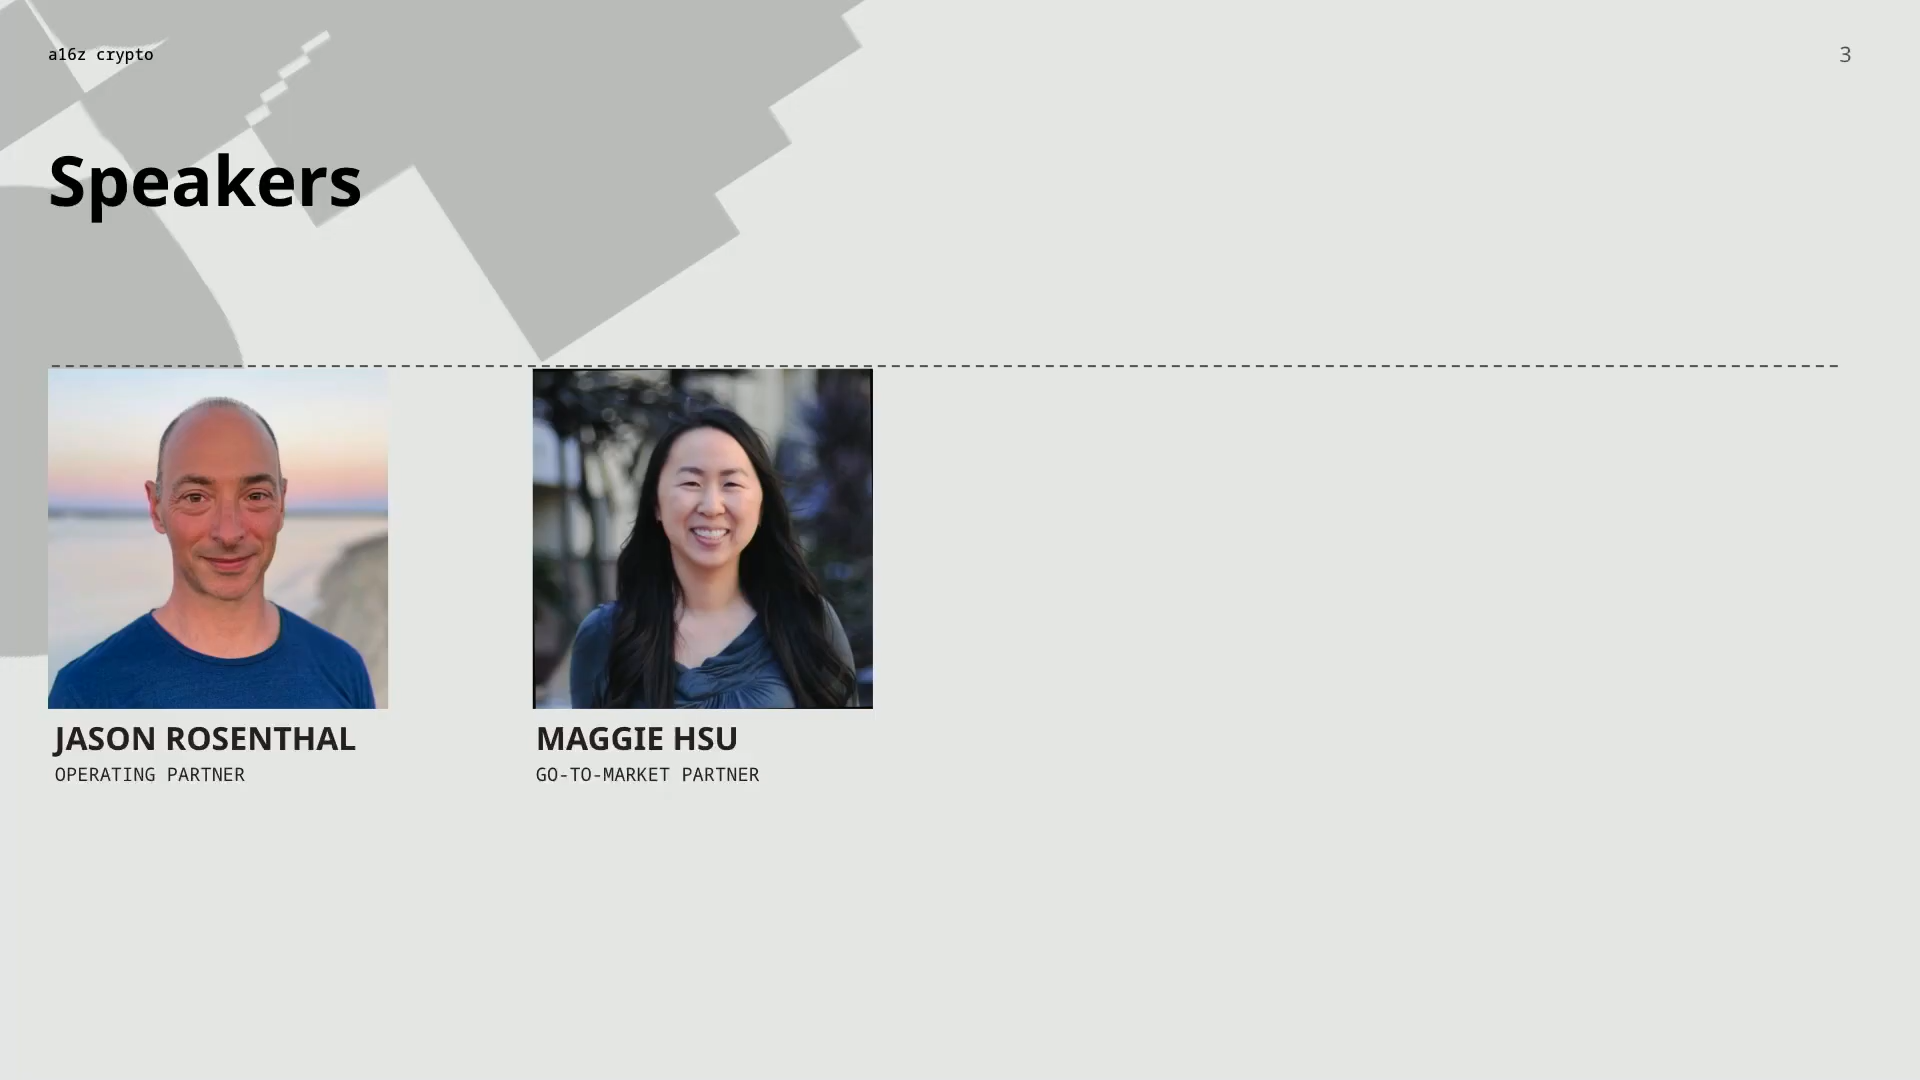 a16z crypto
3
Speakers
JASON ROSENTHAL
OPERATING PARTNER
MAGGIE HSU
GO-TO-MARKET PARTNER